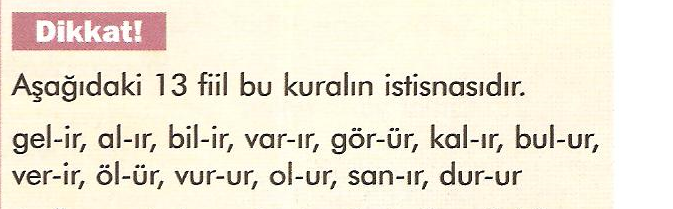 Dikkat!
Aşağıdaki 13 fiil bu kuralın istisnasıdır.
gel-ir, al-ır, bil-ir, var-ır, gör-ür, kal-ır, bul-ur,
ver-ir, öl-ür, vur-ur, ol-ur, san-ır, dur-ur